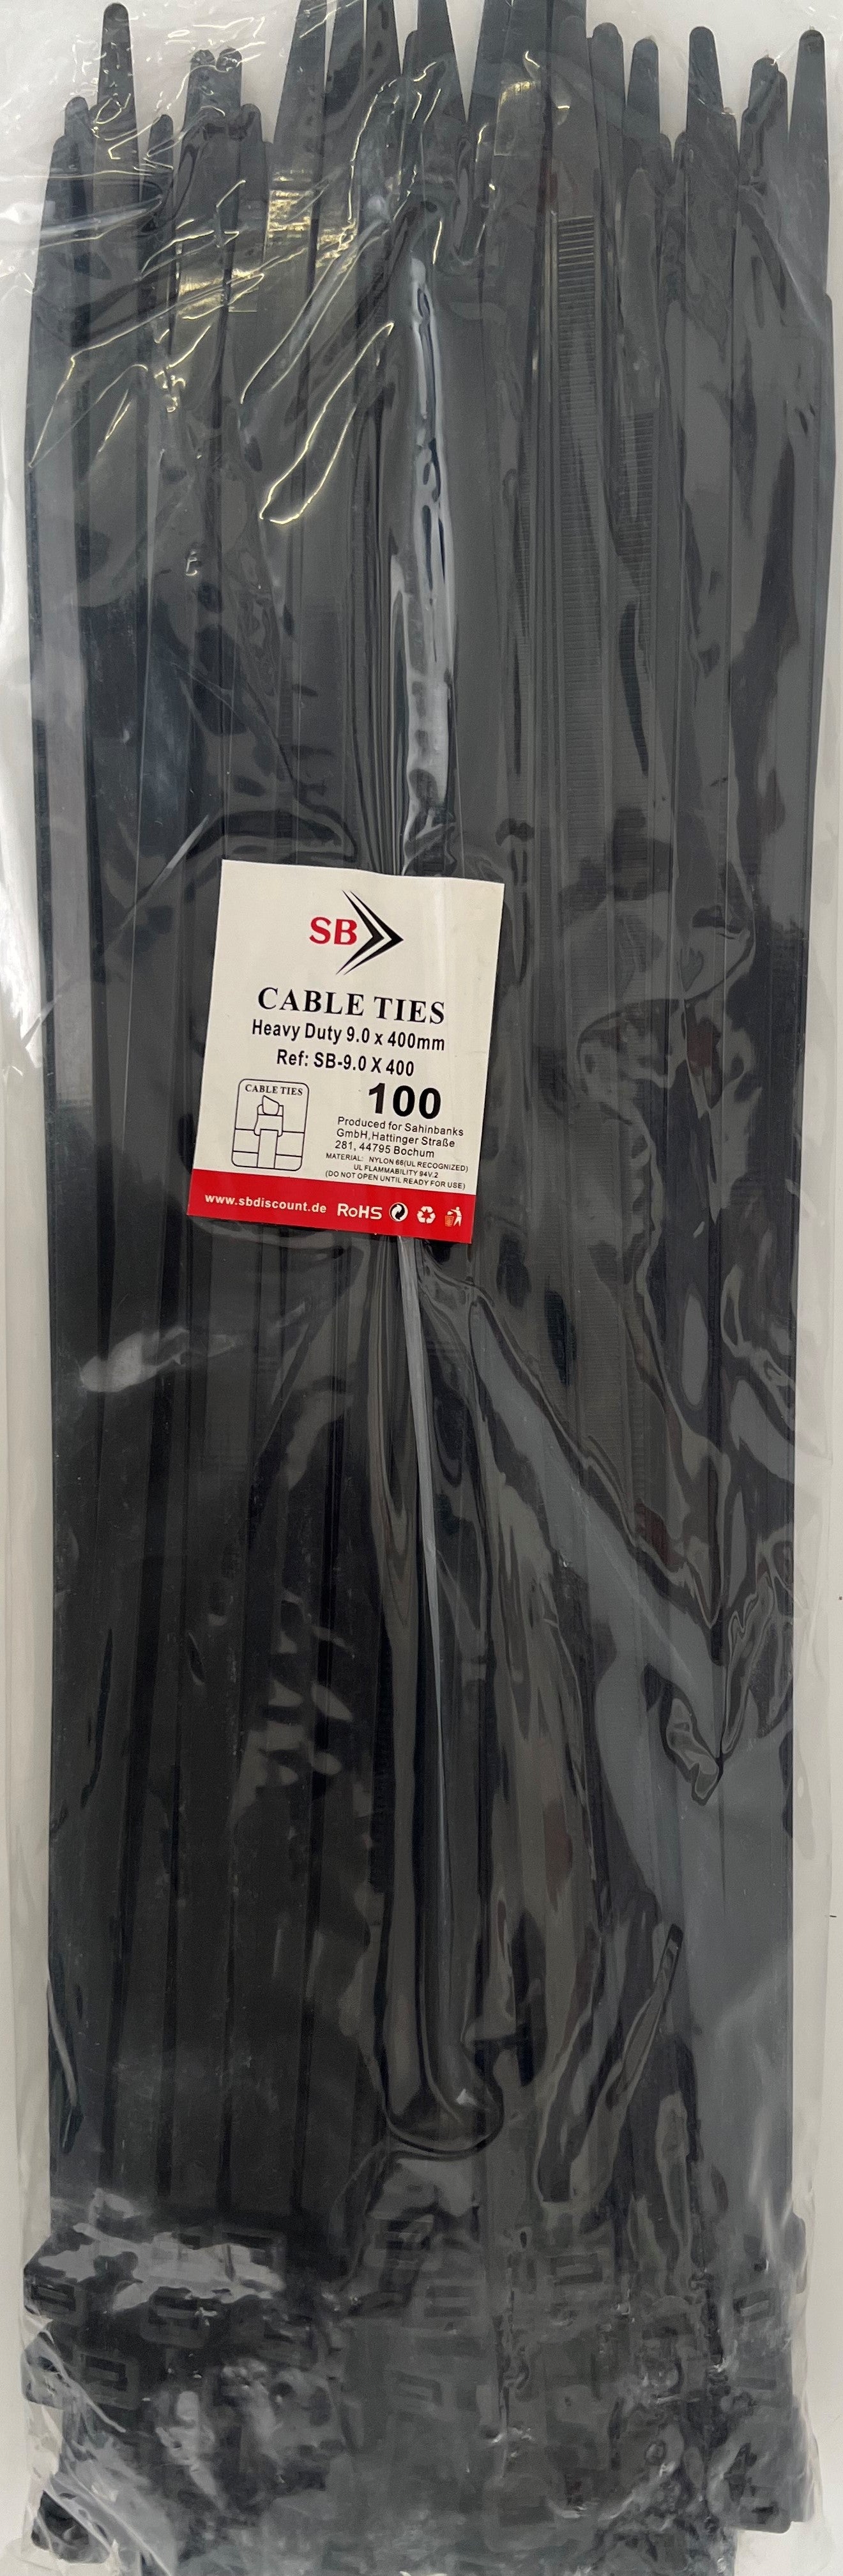 SB
CABLE TIES
Heavy Duty 9.0 x 400mm
Ref: SB-9.0 X 400
CABLE TIES
100
Produced for Sahinbanks
GmbH,Hattinger Straße
281, 44795 Bochum
MATERIAL: NYLON 66(UL RECOGNIZED)
UL FLAMMABILITY 94V.2
(DO NOT OPEN UNTIL READY FOR USE)
www.sbdiscount.de RoHS